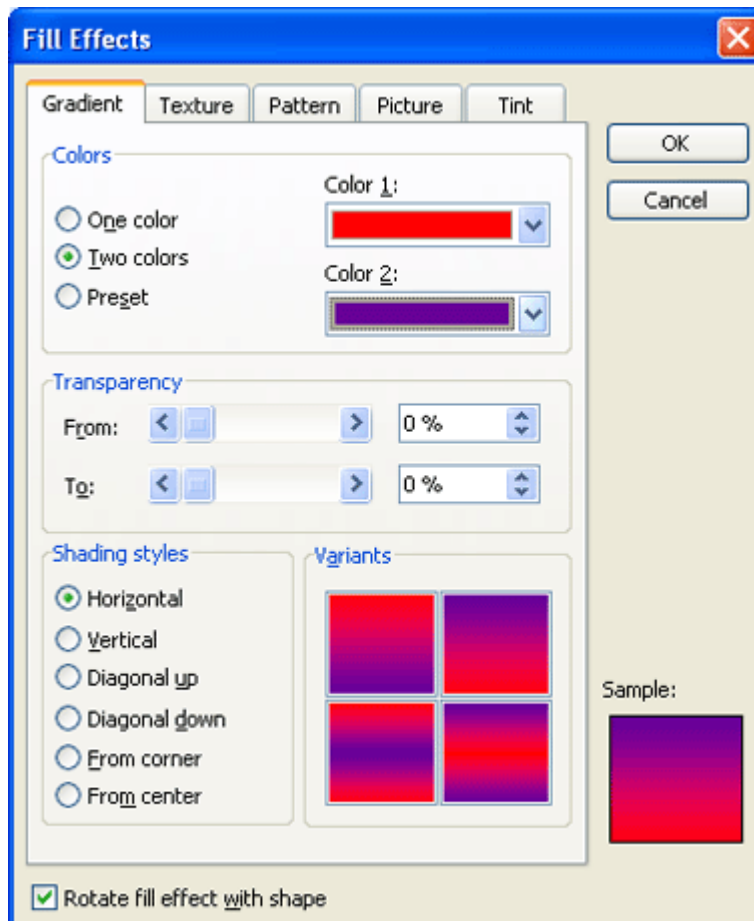 Fill Effects
Gradient Texture Pattern Picture Tint
OK
Cancel
Colors
One color
Two colors
Preset
Color 1:
Color 2:
Transparency
From: 0 %
To: 0 %
Shading styles
Horizontal
Vertical
Diagonal up
Diagonal down
From corner
From center
Variants
Sample:
Rotate fill effect with shape